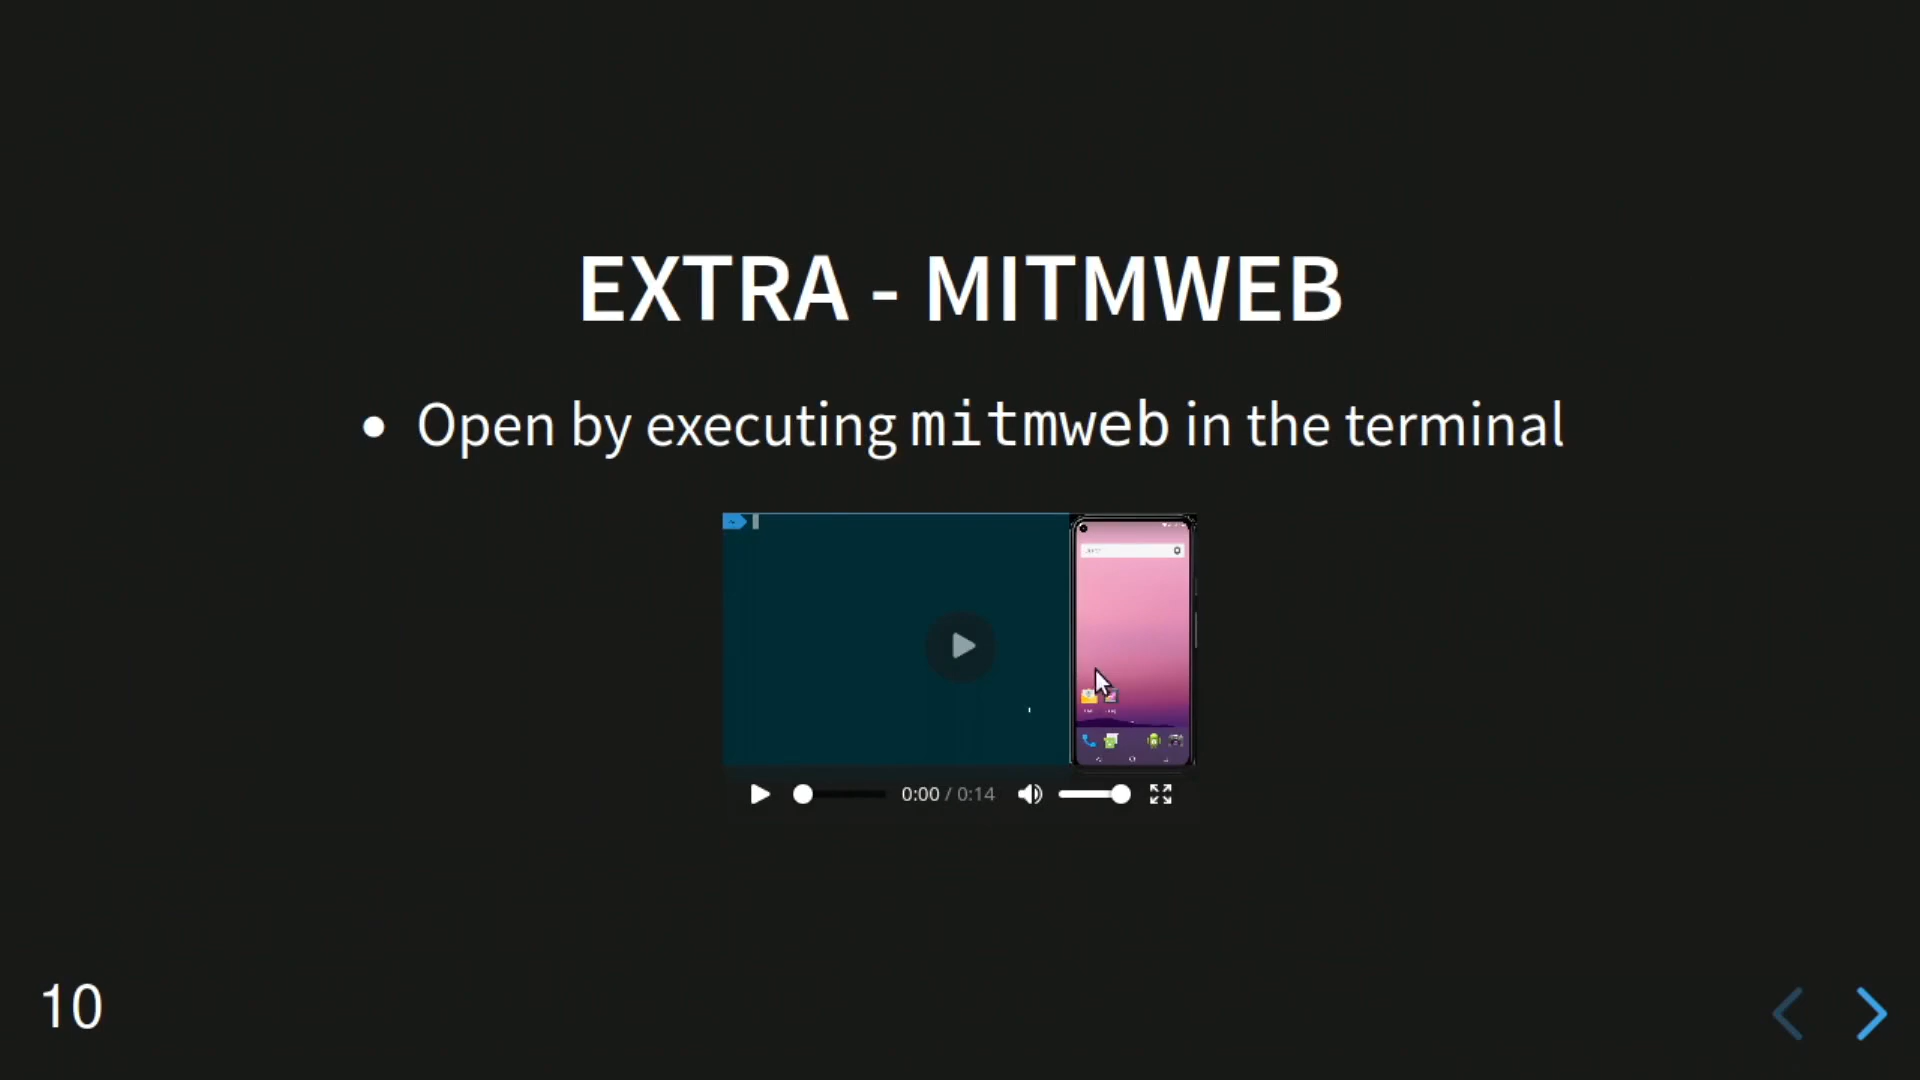 EXTRA - MITMWEB
• Open by executing mitmweb in the terminal
0:00 / 0:14
10